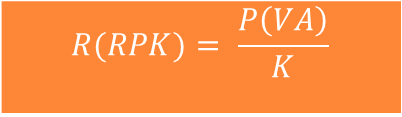 R(RPK) = P(VA) / K